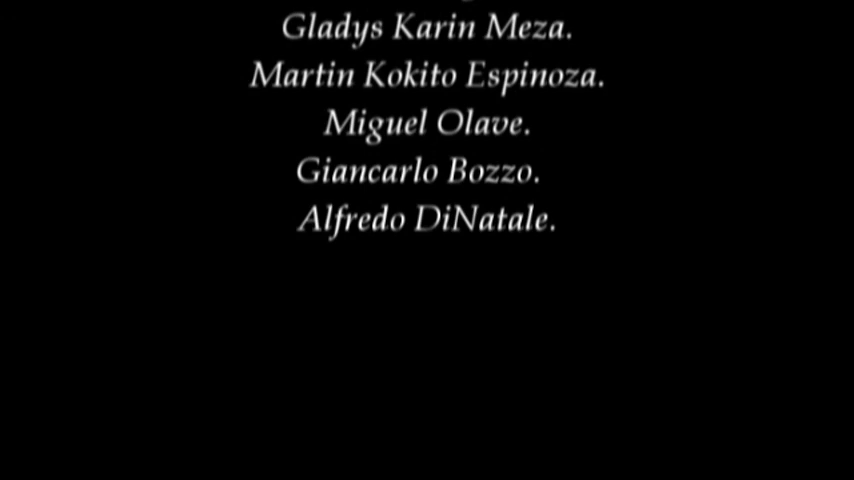 Gladys Karin Meza.
Martin Kokito Espinoza.
Miguel Olave.
Giancarlo Bozzo.
Alfredo DiNatale.